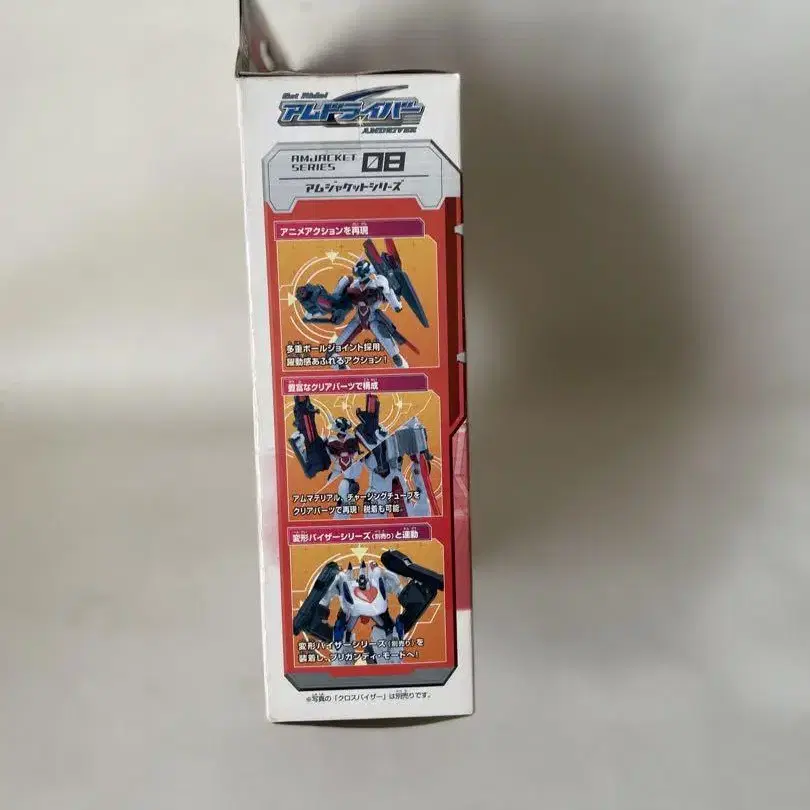 Get Ride!
アムドライバー
AMDRIVER
AMJACKET
SERIES 08
アムジャケットシリーズ
アニメアクションを再現
多重ボールジョイント採用、
躍動感あふれるアクション!
豊富なクリアパーツで構成
アムマテリアル、チャージングチューブを
クリアパーツで再現!脱着も可能。
変形バイザーシリーズ(別売り)と連動
変形バイザーシリーズ(別売り)を
装着し、ブリガンディ・モードへ!
※写真の「クロスバイザー」は別売りです。